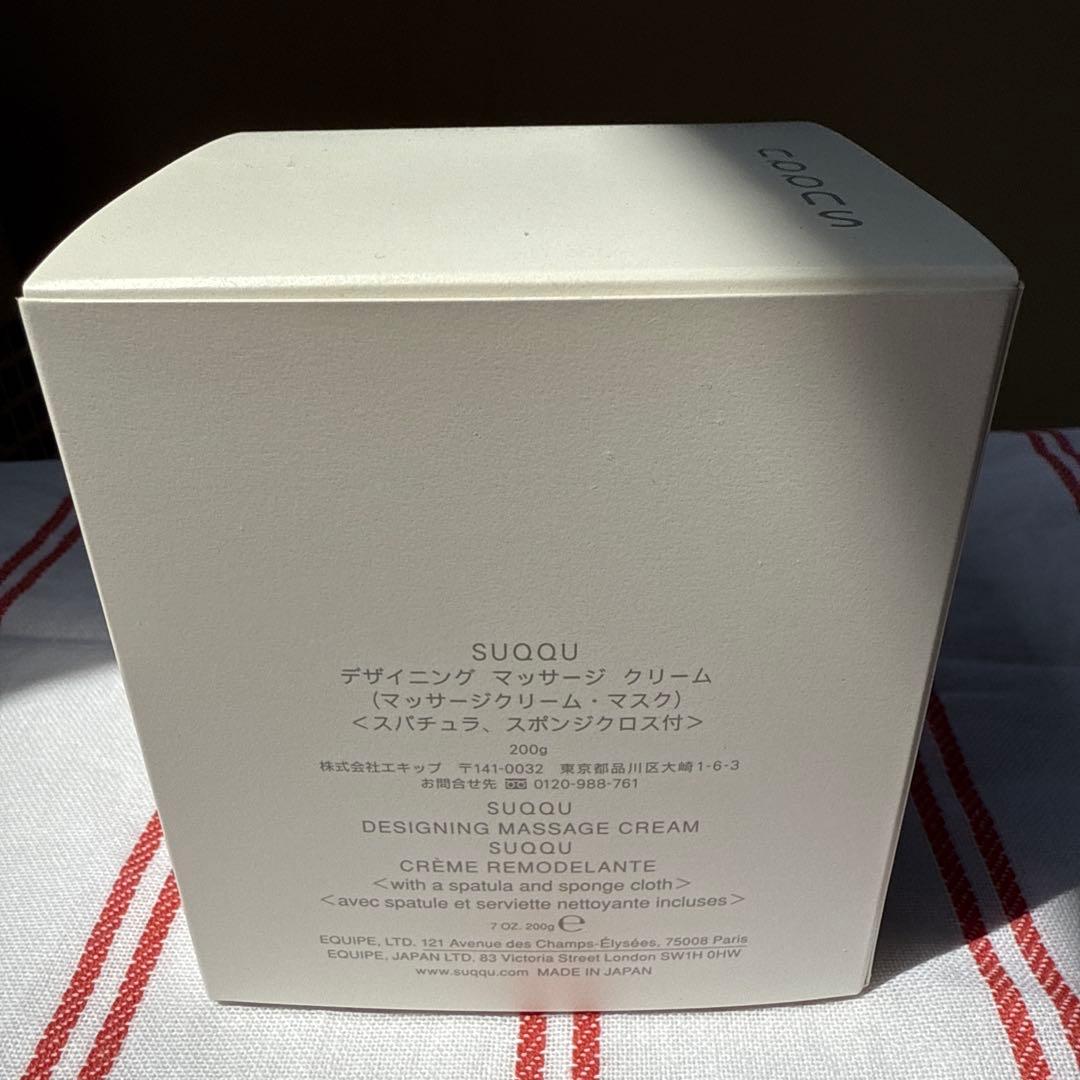 SUQQU
SUQQU
デザイニング マッサージ クリーム
（マッサージクリーム・マスク）
＜スパチュラ、スポンジクロス付＞
200g
株式会社エキップ 〒141-0032 東京都品川区大崎1-6-3
お問合せ先 0120-988-761
SUQQU
DESIGNING MASSAGE CREAM
SUQQU
CRÈME REMODELANTE
＜with a spatula and sponge cloth＞
＜avec spatule et serviette nettoyante incluses＞
7 OZ. 200g ℮
EQUIPE, LTD. 121 Avenue des Champs-Élysées, 75008 Paris
EQUIPE, JAPAN LTD. 83 Victoria Street London SW1H 0HW
www.suqqu.com MADE IN JAPAN